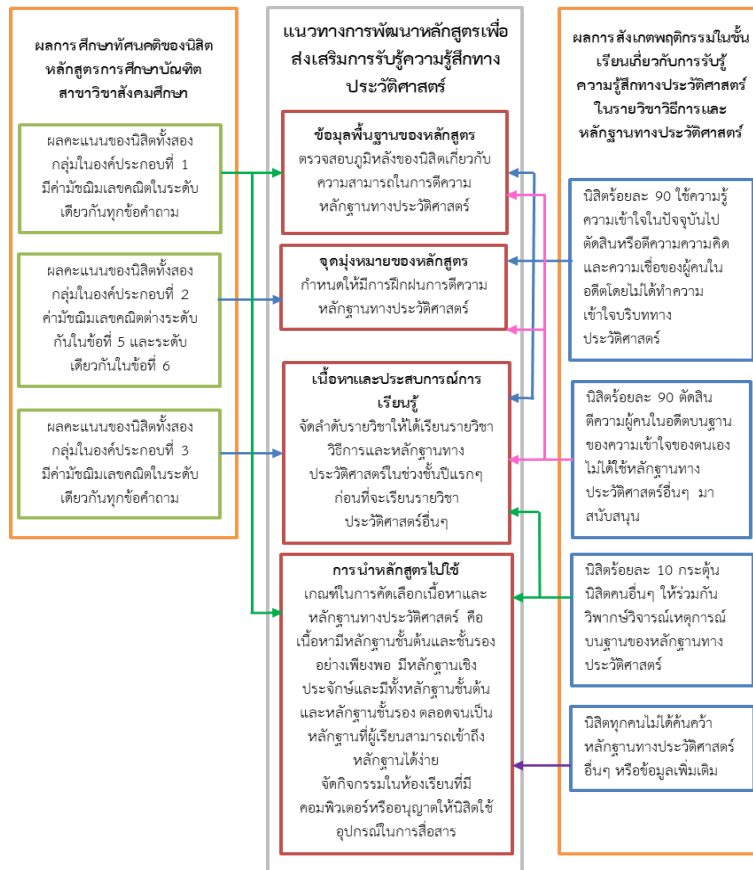 ผลการศึกษาทัศนคติของนิสิต
หลักสูตรการศึกษาบัณฑิต
สาขาวิชาสังคมศึกษา
ผลคะแนนของนิสิตทั้งสอง
กลุ่มในองค์ประกอบที่ 1
มีค่ามัชฌิมเลขคณิตในระดับ
เดียวกันทุกข้อคำถาม
ผลคะแนนของนิสิตทั้งสอง
กลุ่มในองค์ประกอบที่ 2
ค่ามัชฌิมเลขคณิตต่างระดับ
กันในข้อที่ 5 และระดับ
เดียวกันในข้อที่ 6
ผลคะแนนของนิสิตทั้งสอง
กลุ่มในองค์ประกอบที่ 3
มีค่ามัชฌิมเลขคณิตในระดับ
เดียวกันทุกข้อคำถาม
แนวทางการพัฒนาหลักสูตรเพื่อ
ส่งเสริมการรับรู้ความรู้สึกทาง
ประวัติศาสตร์
ข้อมูลพื้นฐานของหลักสูตร
ตรวจสอบภูมิหลังของนิสิตเกี่ยวกับ
ความสามารถในการตีความ
หลักฐานทางประวัติศาสตร์
จุดมุ่งหมายของหลักสูตร
กำหนดให้มีการฝึกฝนการตีความ
หลักฐานทางประวัติศาสตร์
เนื้อหาและประสบการณ์การ
เรียนรู้
จัดลำดับรายวิชาให้ได้เรียนรายวิชา
วิธีการและหลักฐานทาง
ประวัติศาสตร์ในช่วงชั้นปีแรกๆ
ก่อนที่จะเรียนรายวิชา
ประวัติศาสตร์อื่นๆ
การนำหลักสูตรไปใช้
เกณฑ์ในการคัดเลือกเนื้อหาและ
หลักฐานทางประวัติศาสตร์ คือ
เนื้อหามีหลักฐานชั้นต้นและชั้นรอง
อย่างเพียงพอ มีหลักฐานเชิง
ประจักษ์และมีทั้งหลักฐานชั้นต้น
และหลักฐานชั้นรอง ตลอดจนเป็น
หลักฐานที่ผู้เรียนสามารถเข้าถึง
หลักฐานได้ง่าย
จัดกิจกรรมในห้องเรียนที่มี
คอมพิวเตอร์หรืออนุญาตให้นิสิตใช้
อุปกรณ์ในการสื่อสาร
ผลการสังเกตพฤติกรรมในชั้น
เรียนเกี่ยวกับการรับรู้
ความรู้สึกทางประวัติศาสตร์
ในรายวิชาวิธีการและ
หลักฐานทางประวัติศาสตร์
นิสิตร้อยละ 90 ใช้ความรู้
ความเข้าใจในปัจจุบันไป
ตัดสินหรือตีความความคิด
และความเชื่อของผู้คนใน
อดีตโดยไม่ได้ทำความ
เข้าใจบริบททาง
ประวัติศาสตร์
นิสิตร้อยละ 90 ตัดสิน
ตีความผู้คนในอดีตบนฐาน
ของความเข้าใจของตนเอง
ไม่ได้ใช้หลักฐานทาง
ประวัติศาสตร์อื่นๆ มา
สนับสนุน
นิสิตร้อยละ 10 กระตุ้น
นิสิตคนอื่นๆ ให้ร่วมกัน
วิพากษ์วิจารณ์เหตุการณ์
บนฐานของหลักฐานทาง
ประวัติศาสตร์
นิสิตทุกคนไม่ได้ค้นคว้า
หลักฐานทางประวัติศาสตร์
อื่นๆ หรือข้อมูลเพิ่มเติม